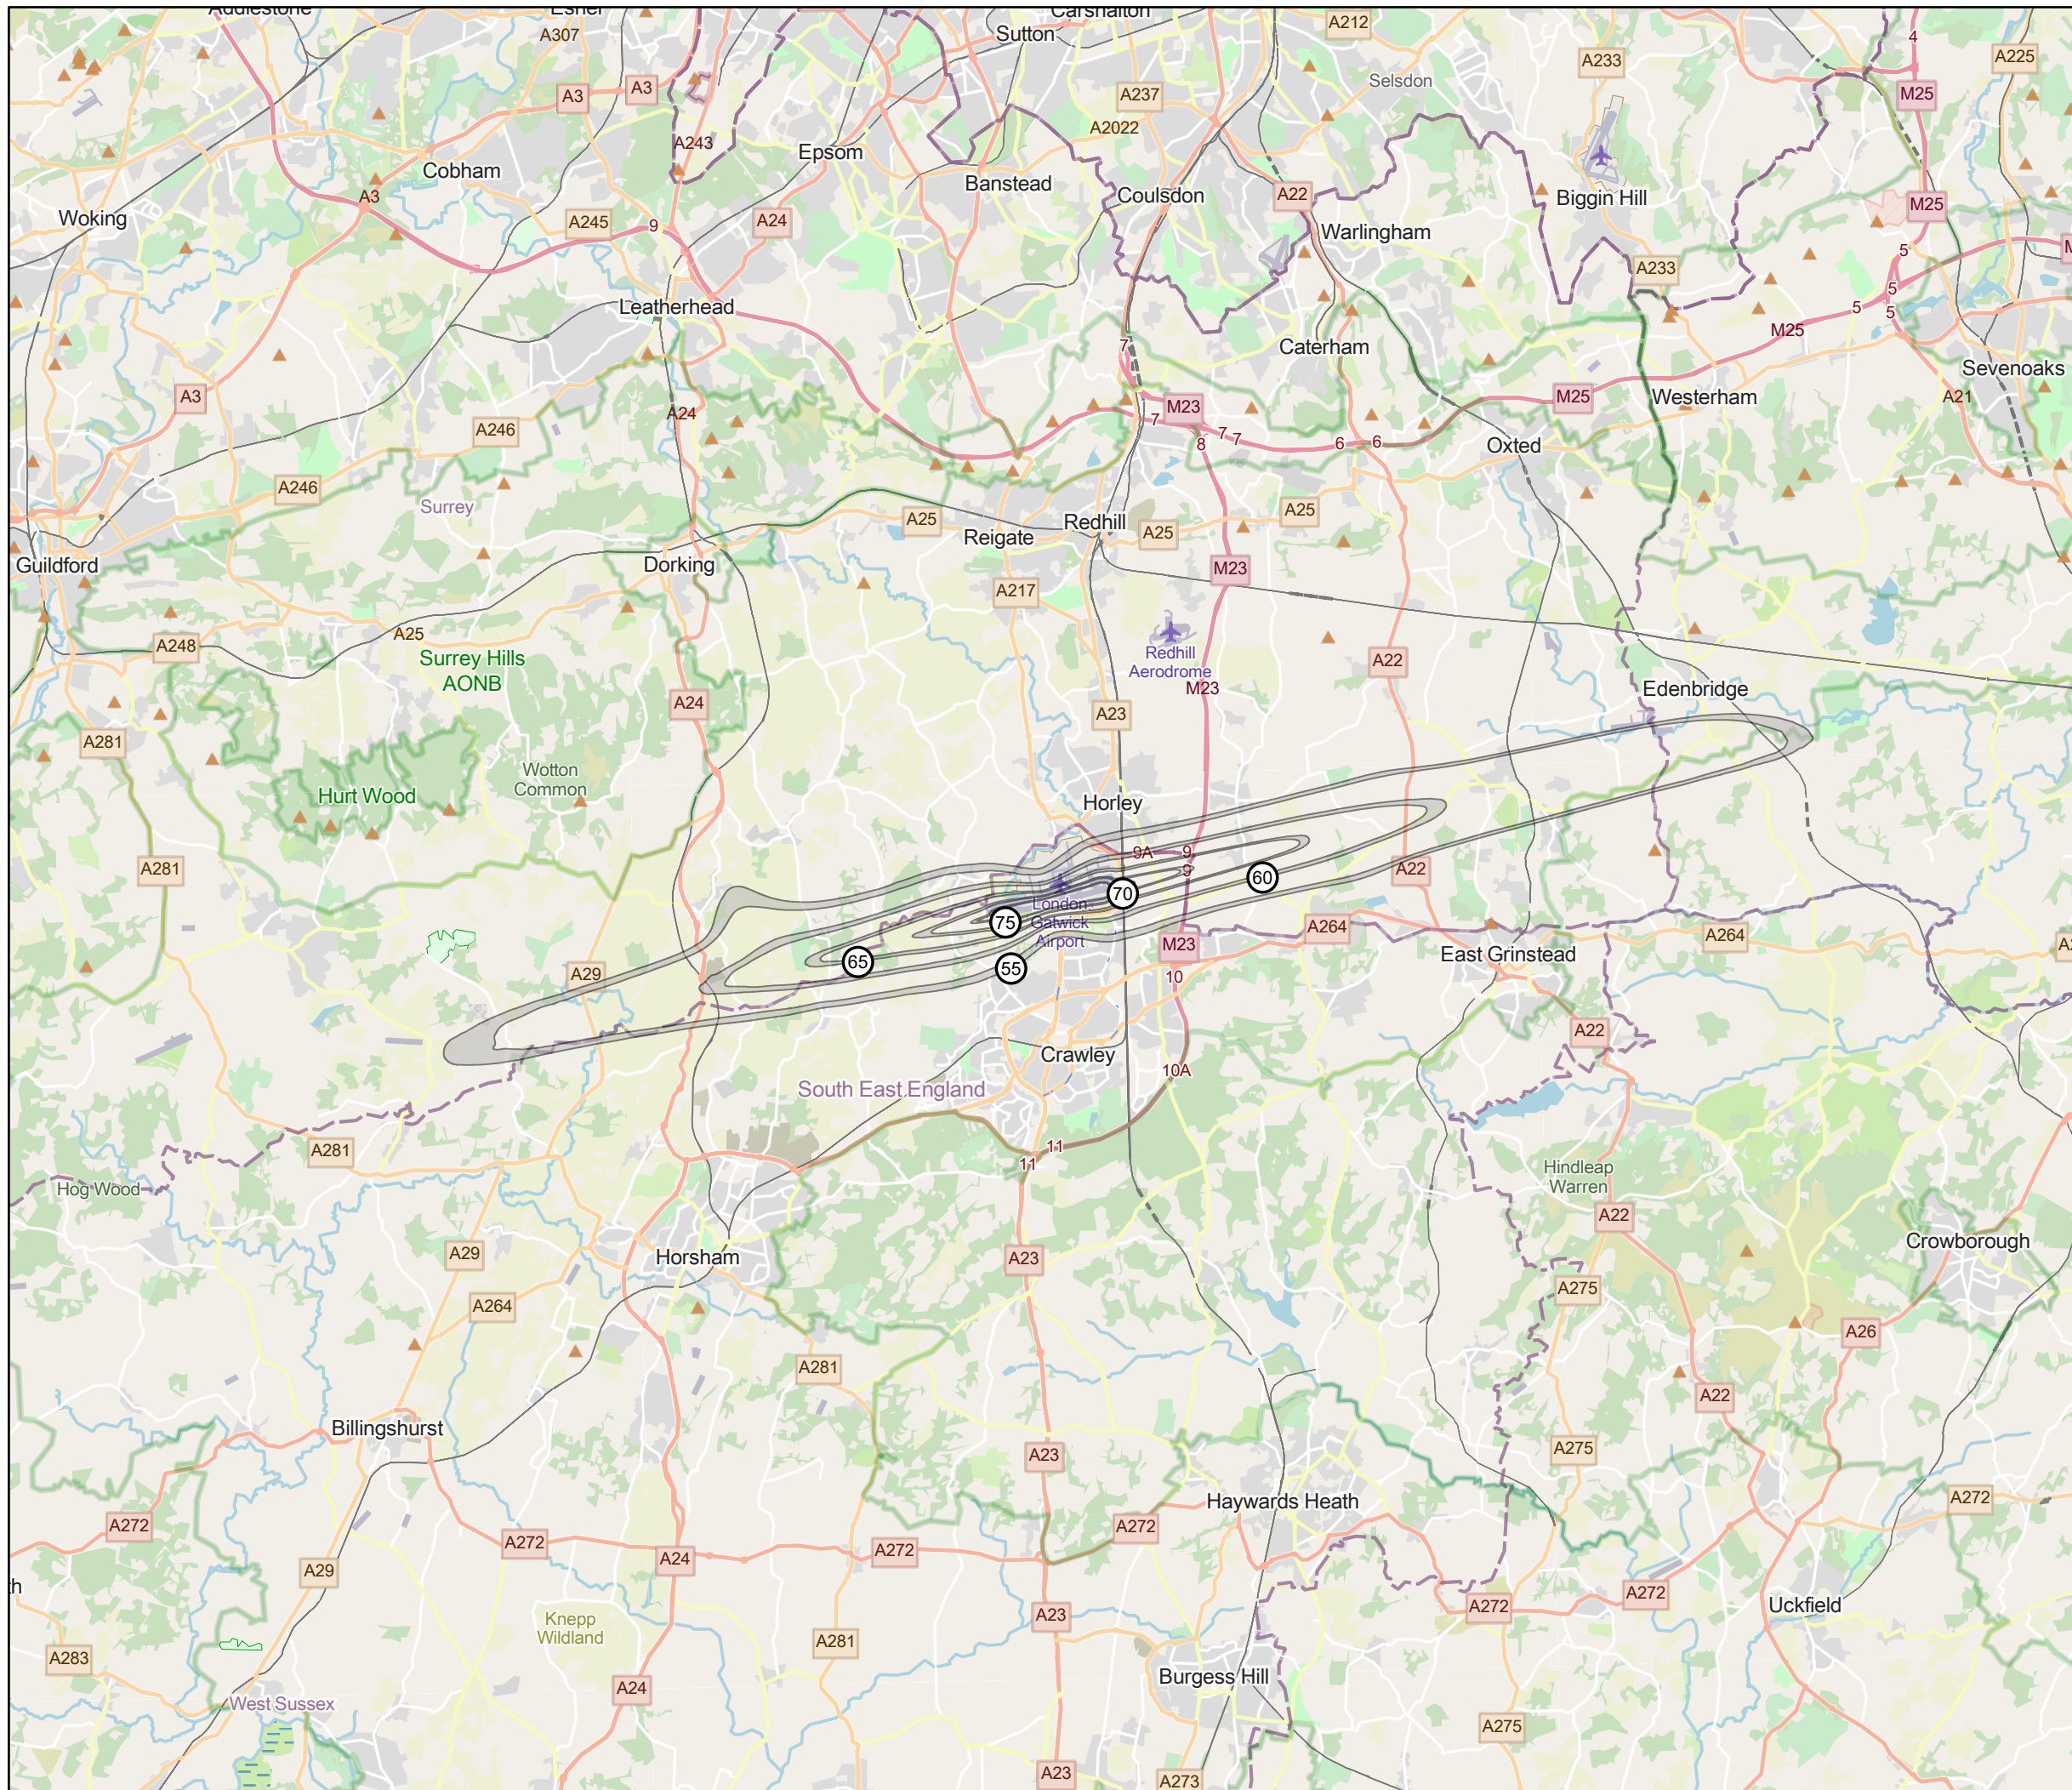 Addlestone
Esher
Carshalton
A307
Sutton
A212
4
A225
A233
Selsdon
A3
A3
A237
M25
A2022
A243
Epsom
Cobham
Banstead
Coulsdon
A22
Biggin Hill
A3
M25
Woking
A245
9
A24
Warlingham
5
A233
5
Leatherhead
5
5
M25
7
Caterham
Sevenoaks
A3
M25
Westerham
A21
A24
M23
7
A246
7
7
8
6
6
Oxted
A246
Surrey
A25
Redhill
A25
A25
Reigate
Guildford
Dorking
M23
A217
A25
A248
Redhill
Aerodrome
A22
Surrey Hills
AONB
M23
Edenbridge
A24
A23
A281
Wotton
Common
Hurt Wood
Horley
9A
9
A281
9
A22
60
70
London
Gatwick
Airport
75
A264
A264
M23
East Grinstead
65
55
A29
10
A22
Crawley
10A
South East England
A281
11
11
Hog Wood
Hindleap
Warren
A22
A29
Horsham
A23
Crowborough
A275
A264
A26
A281
A22
Billingshurst
A23
A275
Haywards Heath
A272
A272
A272
A272
A272
A24
A29
A272
Uckfield
A272
A23
Knepp
Wildland
A281
A283
Burgess Hill
A24
West Sussex
A275
A23
A273